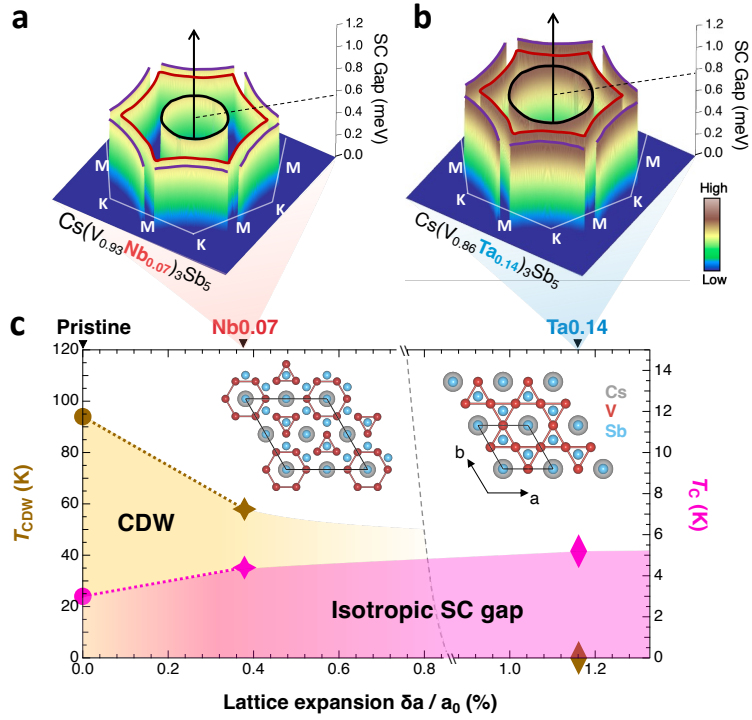 a
1.2
1.0
0.8
0.6
0.4
0.2
0.0
SC Gap (meV)
M
M
K
K
M
M
K
Cs(V0.93Nb0.07)3Sb5
b
1.2
1.0
0.8
0.6
0.4
0.2
0.0
SC Gap (meV)
M
M
K
K
M
M
K
Cs(V0.86Ta0.14)3Sb5
High
Low
c
Pristine
Nb0.07
Ta0.14
120
100
80
60
40
20
0
TCDW (K)
14
12
10
8
6
4
2
0
TC (K)
Cs
V
Sb
b
a
CDW
Isotropic SC gap
0.0
0.2
0.4
0.6
0.8
1.0
1.2
Lattice expansion δa / a0 (%)